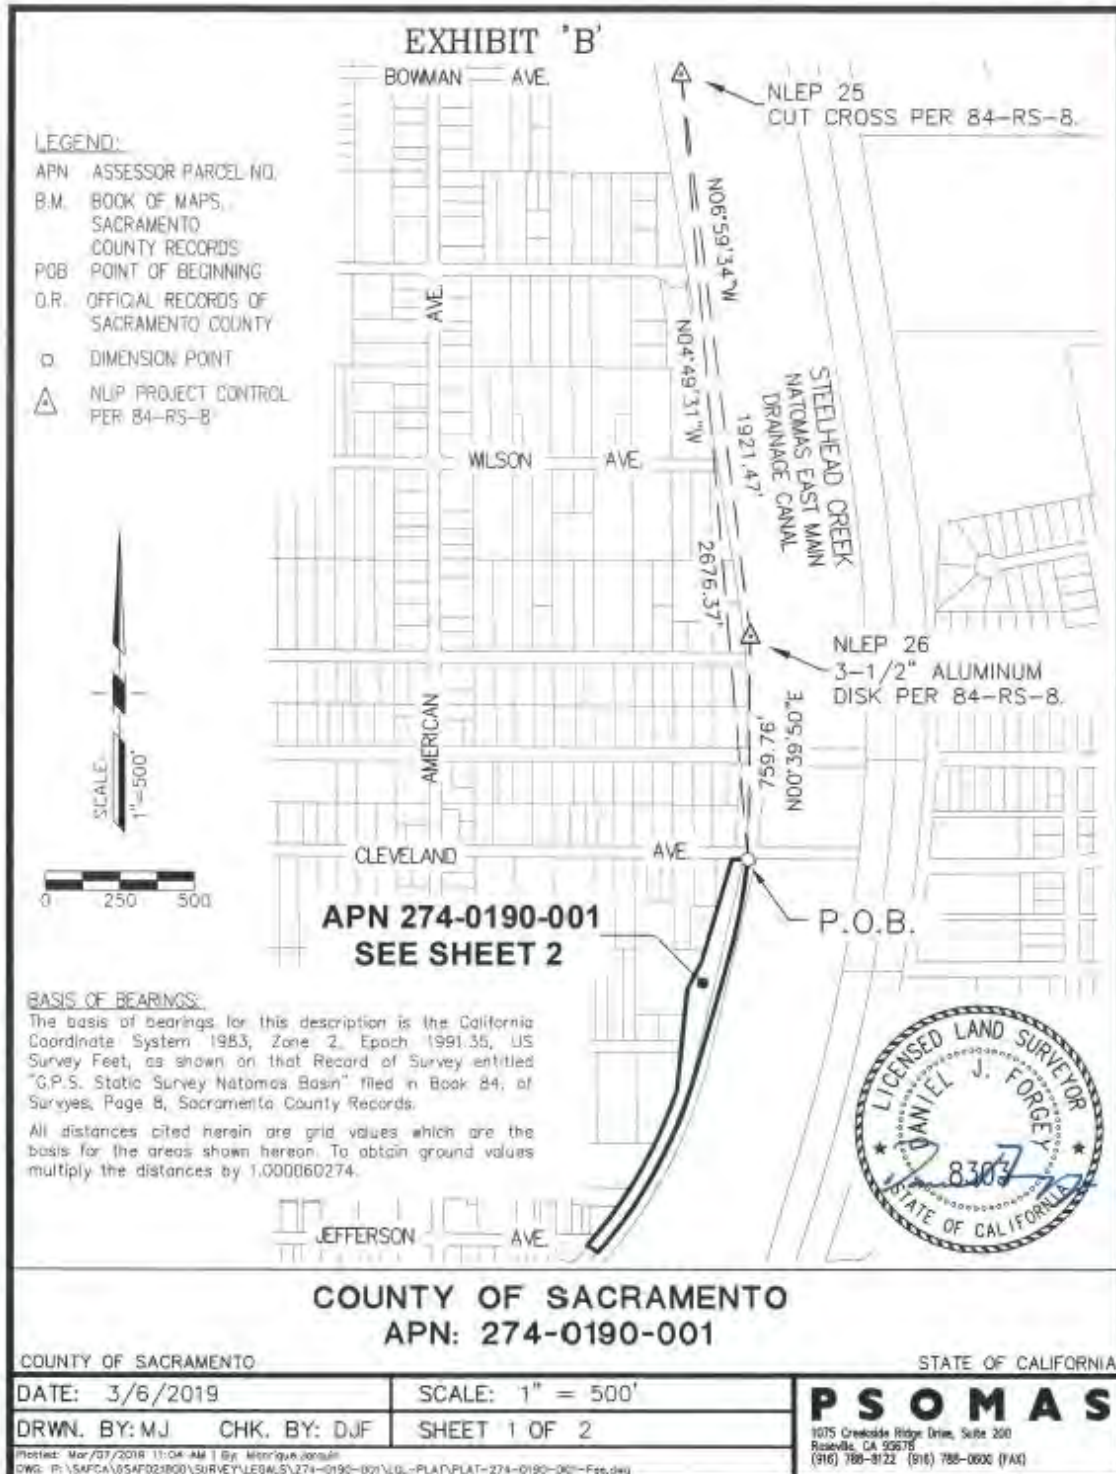 EXHIBIT 'B'
BOWMAN AVE.
NLEP 25
CUT CROSS PER 84-RS-8.
LEGEND:
APN ASSESSOR PARCEL NO.
B.M. BOOK OF MAPS,
SACRAMENTO
COUNTY RECORDS
POB POINT OF BEGINNING
O.R. OFFICIAL RECORDS OF
SACRAMENTO COUNTY
DIMENSION POINT
NLIP PROJECT CONTROL
PER 84-RS-8
AVE.
N06°59'34"W
N04°49'31"W
1921.47'
STEELHEAD CREEK
NATOMAS EAST MAIN
DRAINAGE CANAL
WILSON AVE.
2676.37'
NLEP 26
3-1/2" ALUMINUM
DISK PER 84-RS-8.
AMERICAN
759.76'
N00°39'50"E
SCALE:
1"=500'
0 250 500
CLEVELAND AVE.
P.O.B.
APN 274-0190-001
SEE SHEET 2
BASIS OF BEARINGS:
The basis of bearings for this description is the California
Coordinate System 1983, Zone 2, Epoch 1991.35, US
Survey Feet, as shown on that Record of Survey entitled
"G.P.S. Static Survey Natomas Basin" filed in Book 84, of
Survyes, Page 8, Sacramento County Records.
All distances cited herein are grid values which are the
basis for the areas shown hereon. To obtain ground values
multiply the distances by 1.000060274.
LICENSED LAND SURVEYOR
DANIEL J. FORGEY
8303
STATE OF CALIFORNIA
JEFFERSON AVE.
COUNTY OF SACRAMENTO
APN: 274-0190-001
COUNTY OF SACRAMENTO
STATE OF CALIFORNIA
DATE: 3/6/2019
SCALE: 1" = 500'
DRWN. BY: MJ CHK. BY: DJF
SHEET 1 OF 2
PSOMAS
1075 Creekside Ridge Drive, Suite 200
Roseville, CA 95678
(916) 788-8122 (916) 788-0600 (FAX)
Plotted: Mar/07/2019 11:04 AM | By: